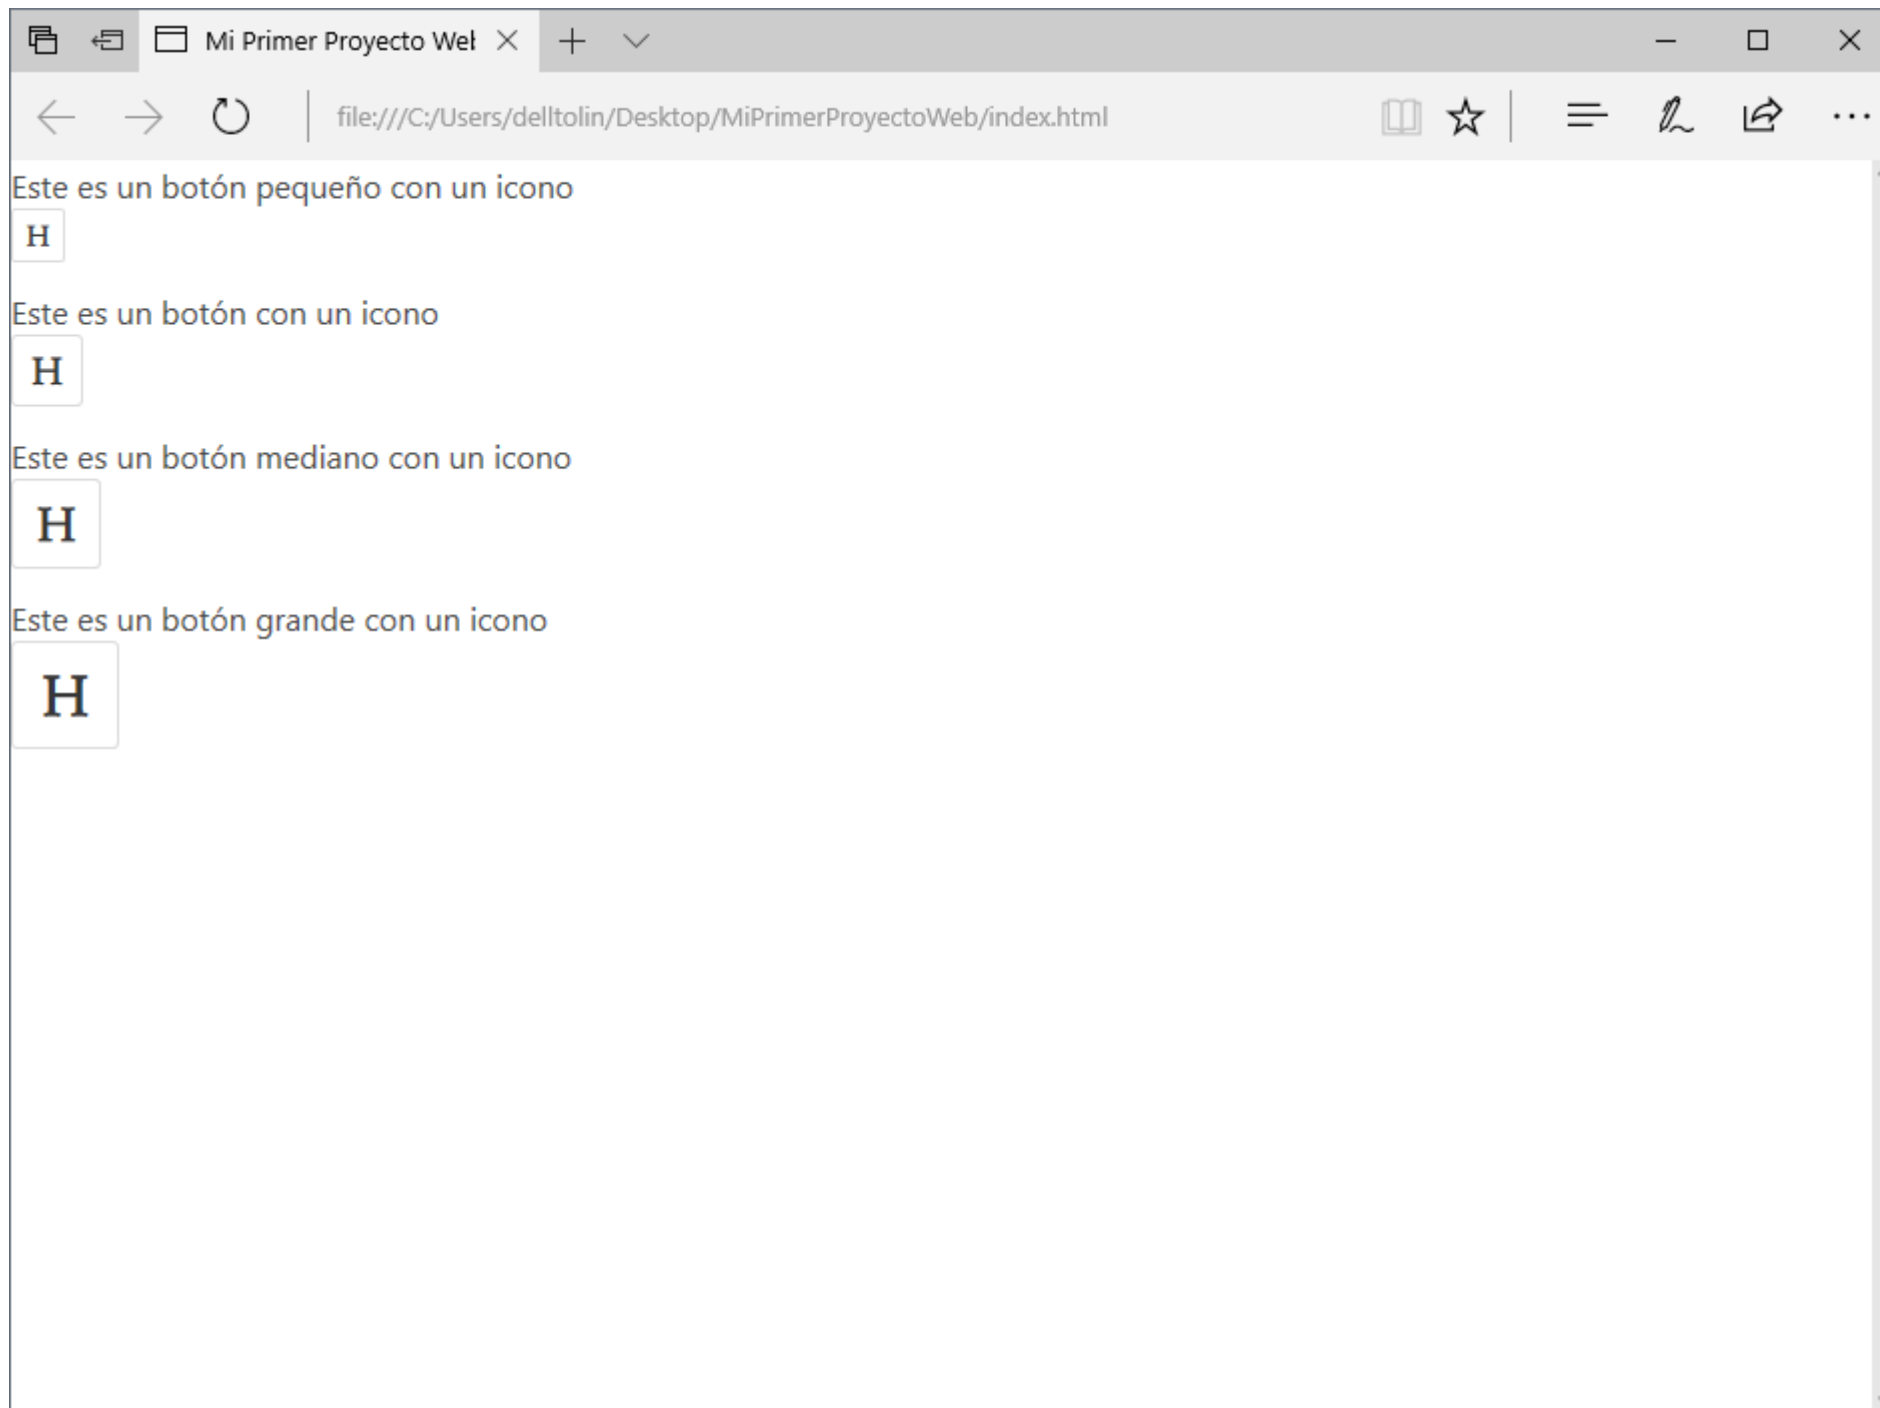 Mi Primer Proyecto Wel
file:///C:/Users/delltolin/Desktop/MiPrimerProyectoWeb/index.html
Este es un botón pequeño con un icono
H
Este es un botón con un icono
H
Este es un botón mediano con un icono
H
Este es un botón grande con un icono
H